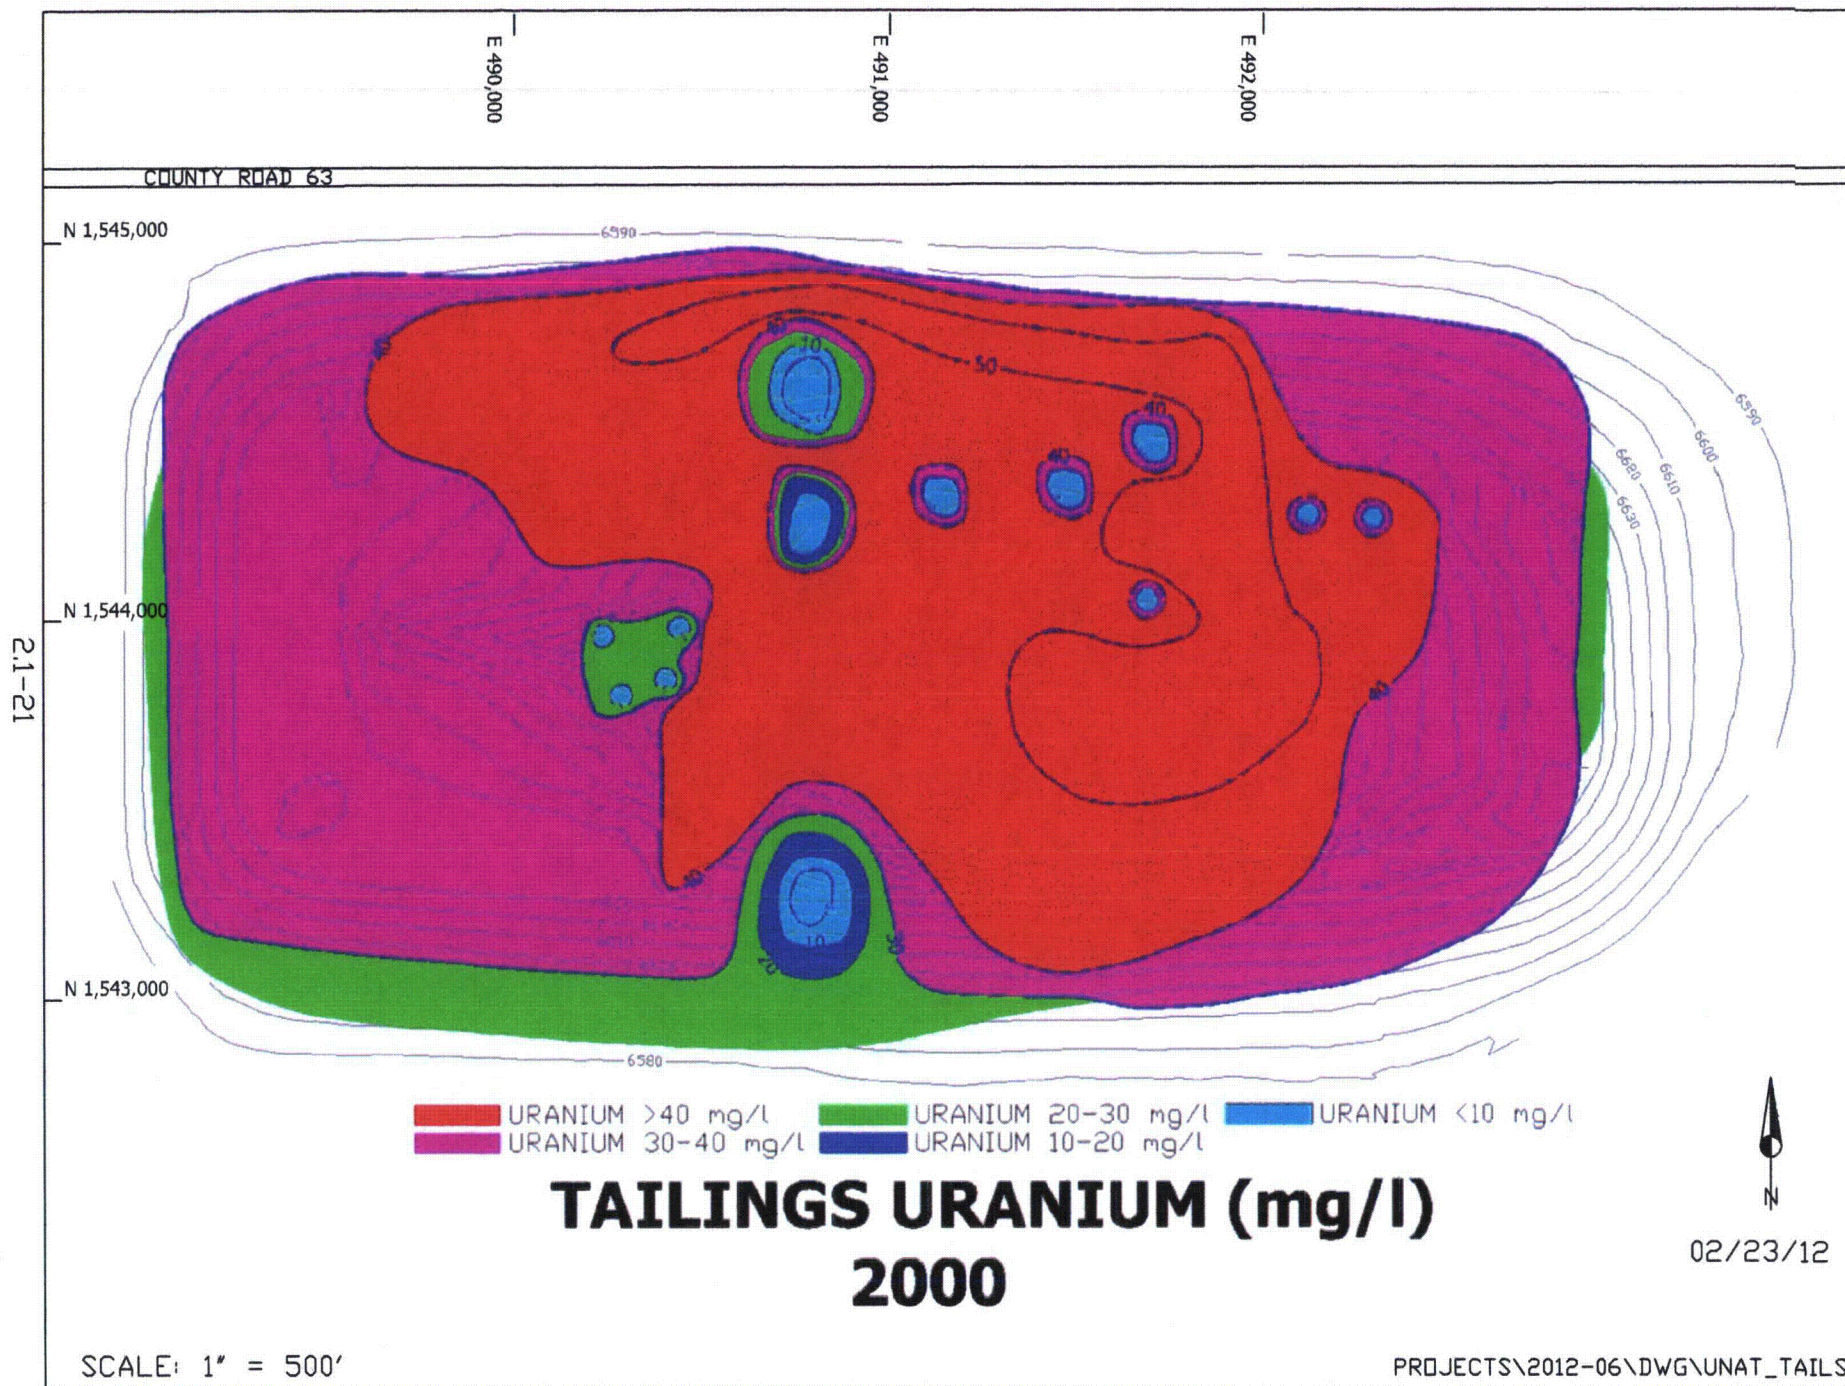 E 490,000
E 491,000
E 492,000
COUNTY ROAD 63
N 1,545,000
6590
40
40
10
50
6590
40
6600
40
6680
6610
6630
N 1,544,000
2.1-21
40
40
30
10
20
N 1,543,000
6580
URANIUM >40 mg/l
URANIUM 20-30 mg/l
URANIUM <10 mg/l
URANIUM 30-40 mg/l
URANIUM 10-20 mg/l
TAILINGS URANIUM (mg/l)
2000
N
02/23/12
SCALE: 1" = 500'
PROJECTS\2012-06\DWG\UNAT_TAILS